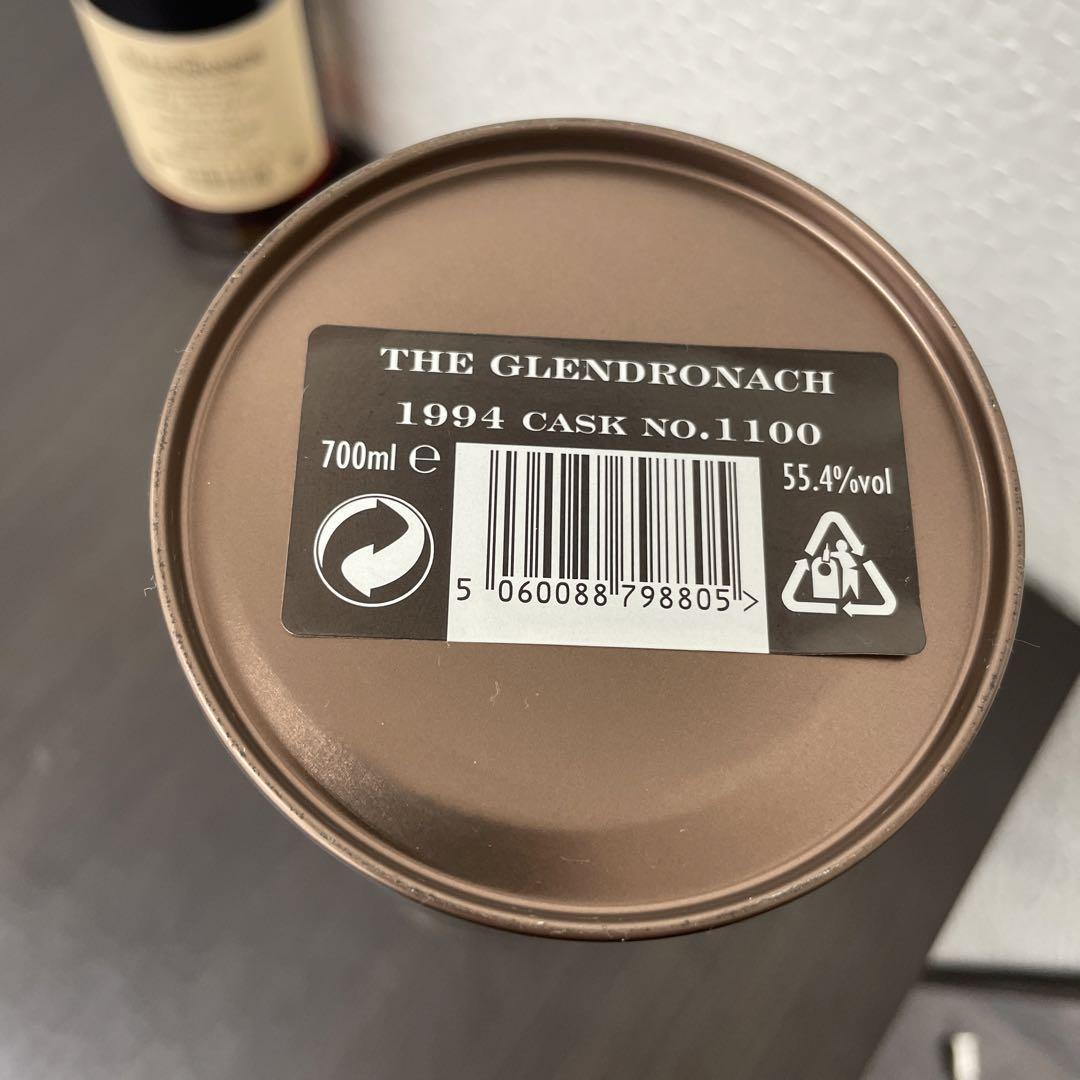 THE GLENDRONACH
1994 CASK NO.1100
700ml ℮
55.4%vol
5 060088 798805 >